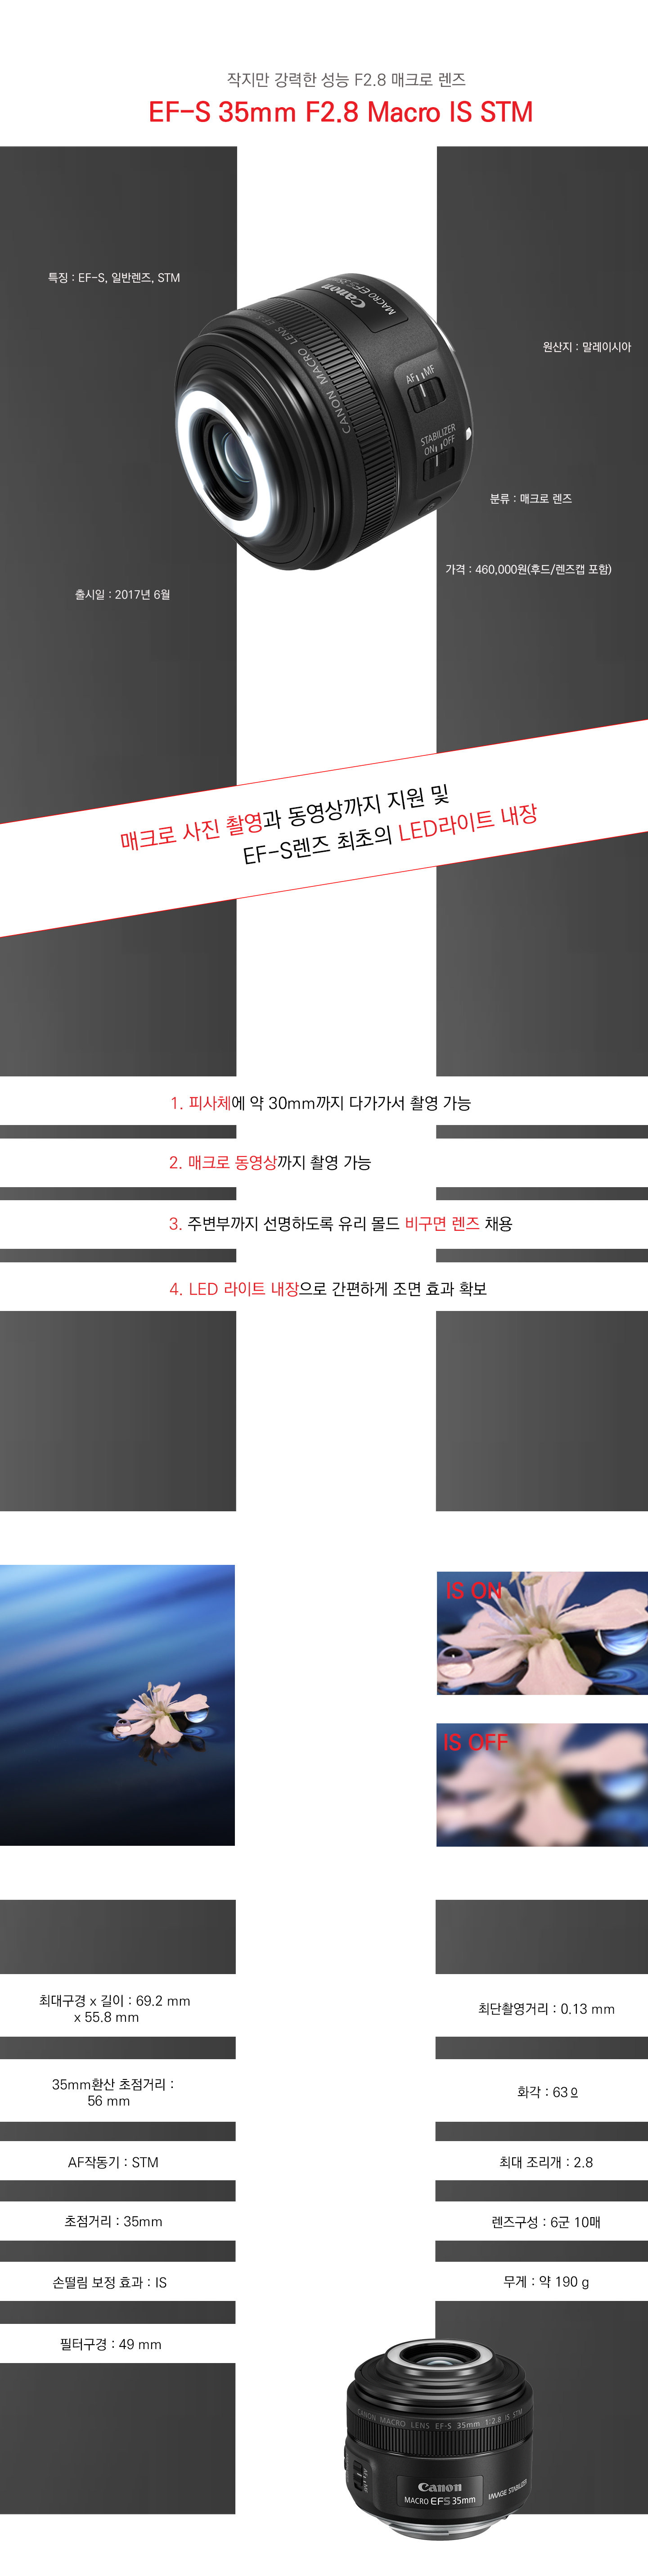 작지만 강력한 성능 F2.8 매크로 렌즈
EF-S 35mm F2.8 Macro IS STM
특징 : EF-S, 일반렌즈, STM
원산지 : 말레이시아
Canon
MACRO EFS 35
CANON MACRO LENS
AF MF
STABILIZER
ON OFF
분류 : 매크로 렌즈
가격 : 460,000원(후드/렌즈캡 포함)
출시일 : 2017년 6월
매크로 사진 촬영과 동영상까지 지원 및
EF-S렌즈 최초의 LED라이트 내장
1. 피사체에 약 30mm까지 다가가서 촬영 가능
2. 매크로 동영상까지 촬영 가능
3. 주변부까지 선명하도록 유리 몰드 비구면 렌즈 채용
4. LED 라이트 내장으로 간편하게 조면 효과 확보
IS ON
IS OFF
최대구경 x 길이 : 69.2 mm
x 55.8 mm
최단촬영거리 : 0.13 mm
35mm환산 초점거리 :
56 mm
화각 : 63 º
AF작동기 : STM
최대 조리개 : 2.8
초점거리 : 35mm
렌즈구성 : 6군 10매
손떨림 보정 효과 : IS
무게 : 약 190 g
필터구경 : 49 mm
CANON MACRO LENS EF-S 35mm 1:2.8 IS STM
AF MF
Canon
MACRO EFS 35mm
IMAGE STABILIZER